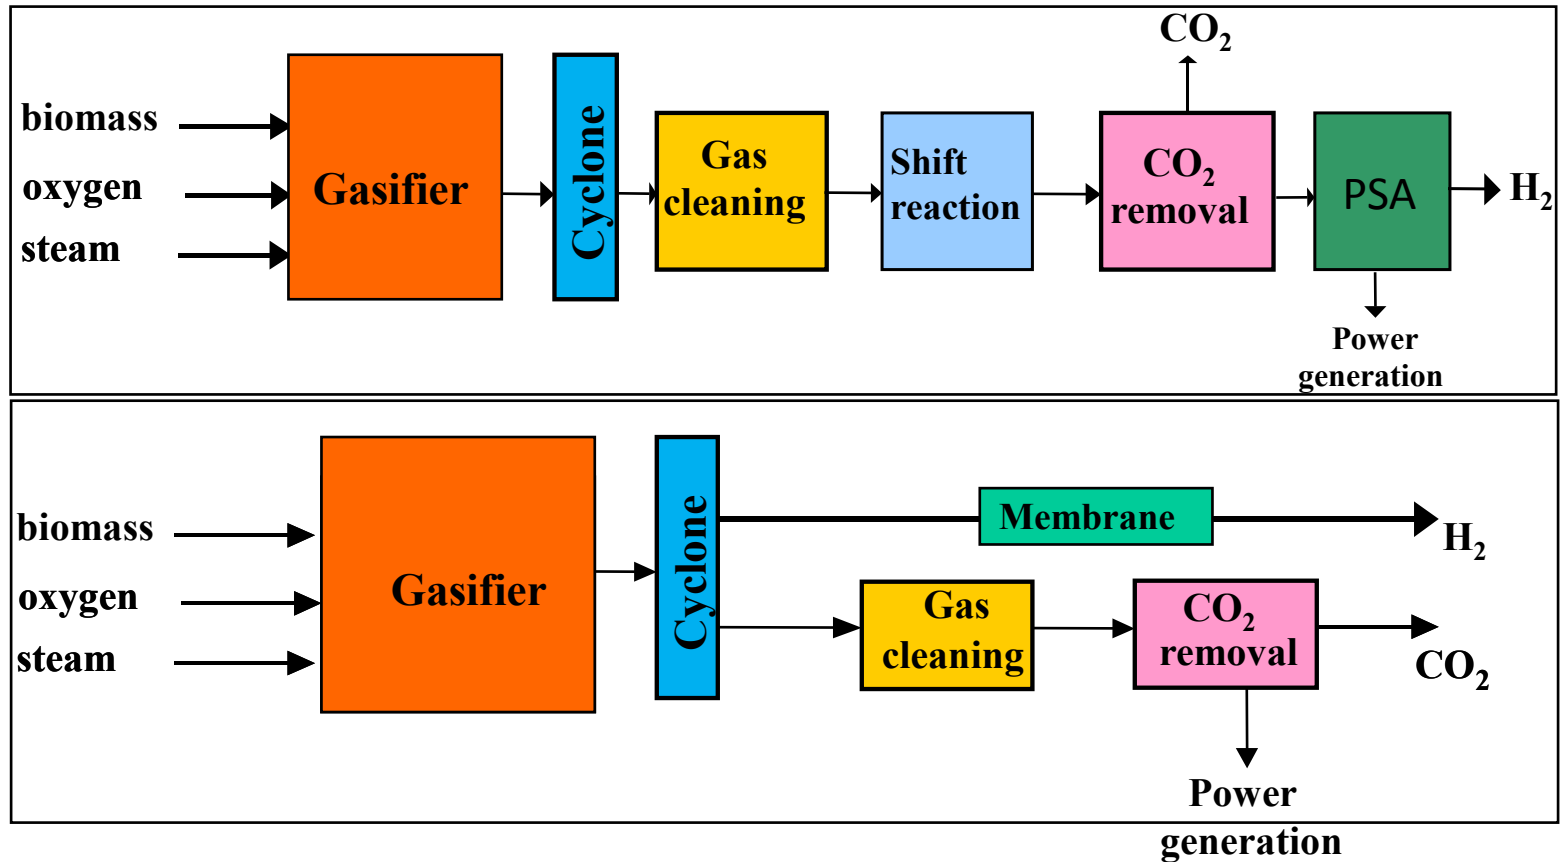 CO₂
biomass
oxygen
steam
Gasifier
Cyclone
Gas
cleaning
Shift
reaction
CO₂
removal
PSA
H₂
Power
generation
biomass
oxygen
steam
Gasifier
Cyclone
Membrane
H₂
Gas
cleaning
CO₂
removal
CO₂
Power
generation